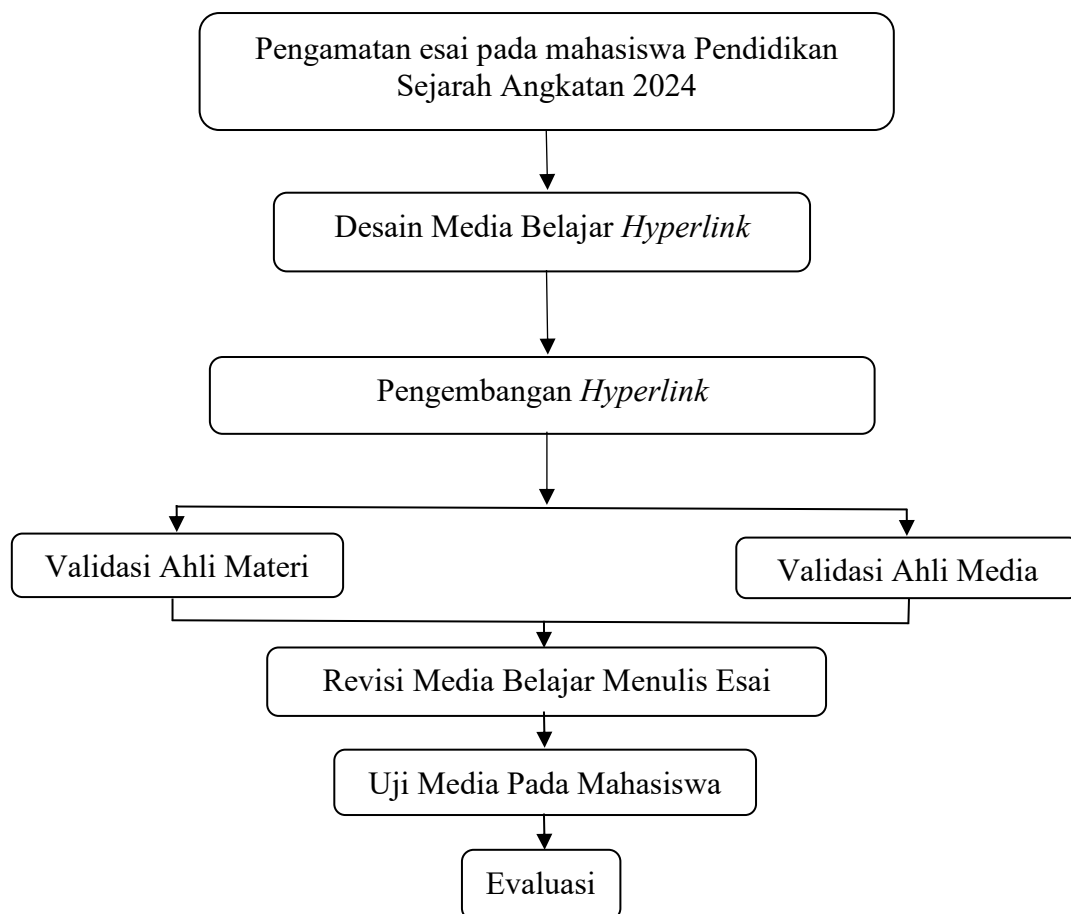 Pengamatan esai pada mahasiswa Pendidikan
Sejarah Angkatan 2024
Desain Media Belajar Hyperlink
Pengembangan Hyperlink
Validasi Ahli Materi
Validasi Ahli Media
Revisi Media Belajar Menulis Esai
Uji Media Pada Mahasiswa
Evaluasi